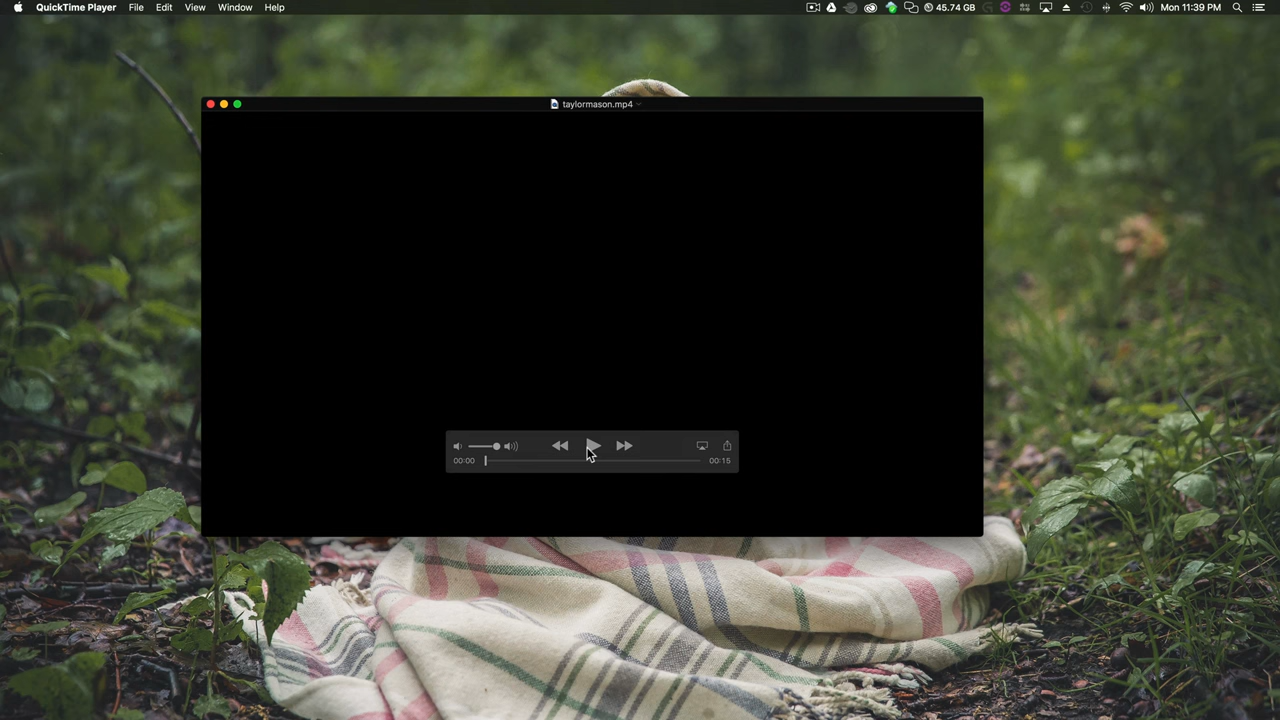 QuickTime Player File Edit View Window Help 45.74 GB Mon 11:39 PM
taylormason.mp4
00:00 00:15